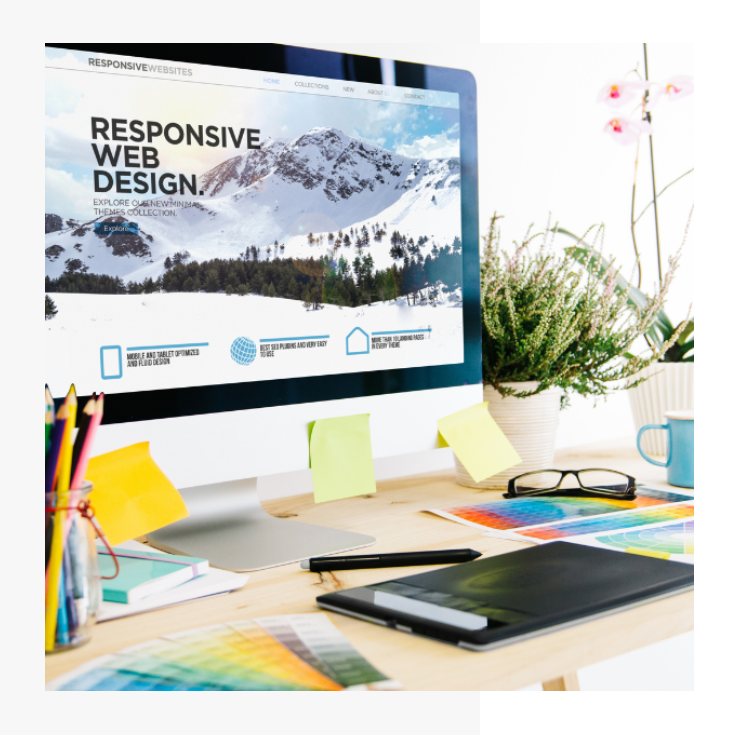 RESPONSIVEWEBSITES
HOME COLLECTIONS NEW ABOUT CONTACT
RESPONSIVE
WEB
DESIGN.
EXPLORE OUR NEW MINIMAL
THEMES COLLECTION.
Explore
MOBILE AND TABLET OPTIMIZED
AND FLUID DESIGN
BEST SEO PLUGING AND VERY EASY
TO USE
MORE THAN 10 LANDING PAGES
IN EVERY THEME